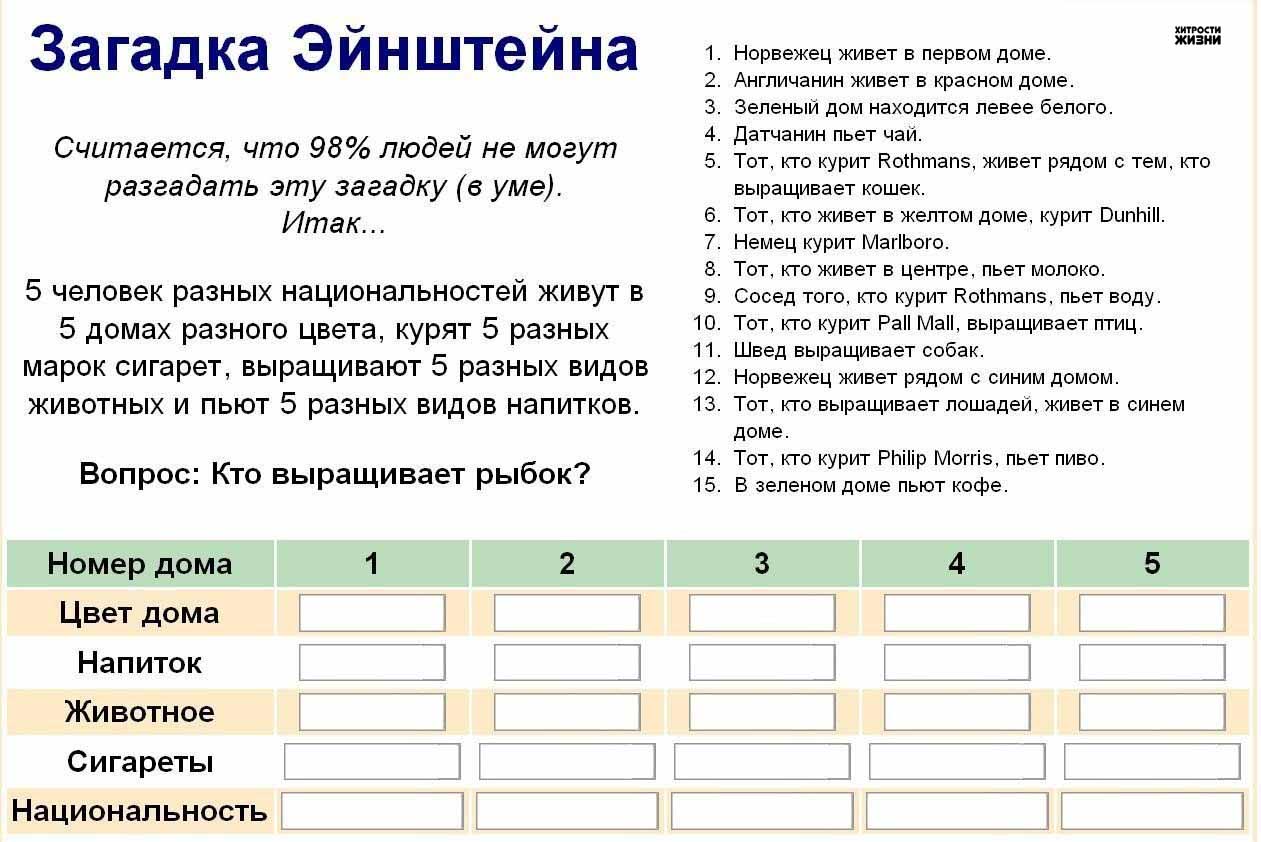 Загадка Эйнштейна
Считается, что 98% людей не могут
разгадать эту загадку (в уме).
Итак...
5 человек разных национальностей живут в
5 домах разного цвета, курят 5 разных
марок сигарет, выращивают 5 разных видов
животных и пьют 5 разных видов напитков.
Вопрос: Кто выращивает рыбок?
ХИТРОСТИ
ЖИЗНИ
1. Норвежец живет в первом доме.
2. Англичанин живет в красном доме.
3. Зеленый дом находится левее белого.
4. Датчанин пьет чай.
5. Тот, кто курит Rothmans, живет рядом с тем, кто
выращивает кошек.
6. Тот, кто живет в желтом доме, курит Dunhill.
7. Немец курит Marlboro.
8. Тот, кто живет в центре, пьет молоко.
9. Сосед того, кто курит Rothmans, пьет воду.
10. Тот, кто курит Pall Mall, выращивает птиц.
11. Швед выращивает собак.
12. Норвежец живет рядом с синим домом.
13. Тот, кто выращивает лошадей, живет в синем
доме.
14. Тот, кто курит Philip Morris, пьет пиво.
15. В зеленом доме пьют кофе.
Номер дома 1 2 3 4 5
Цвет дома
Напиток
Животное
Сигареты
Национальность